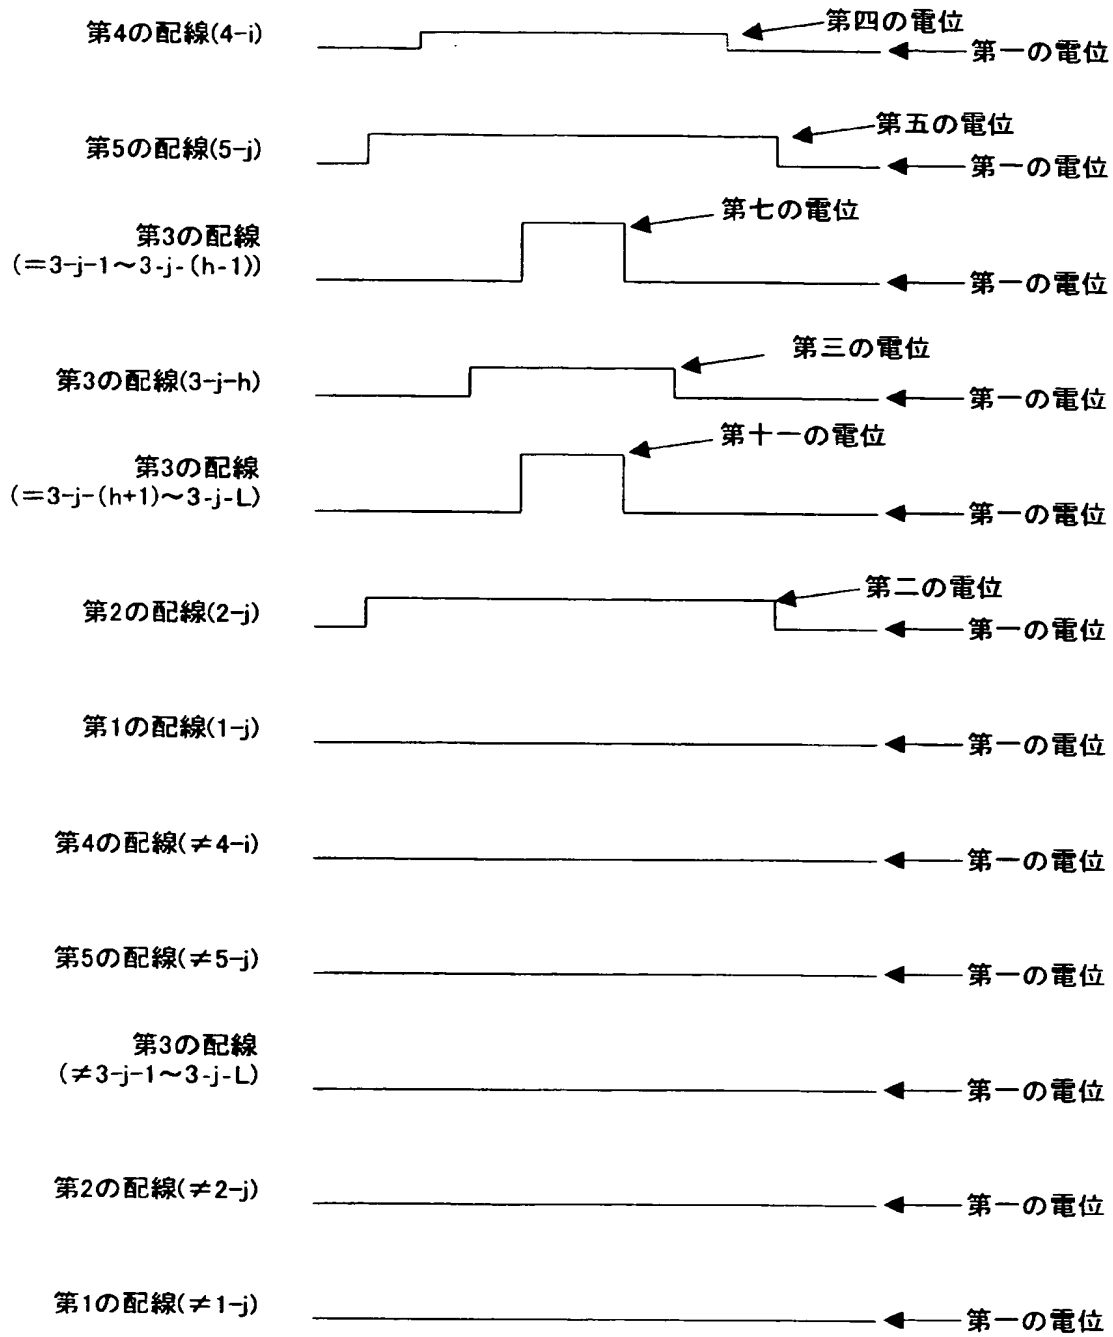 第4の配線(4-i)
第四の電位
第一の電位
第5の配線(5-j)
第五の電位
第一の電位
第3の配線
(=3-j-1~3-j-(h-1))
第七の電位
第一の電位
第3の配線(3-j-h)
第三の電位
第一の電位
第3の配線
(=3-j-(h+1)~3-j-L)
第十一の電位
第一の電位
第2の配線(2-j)
第二の電位
第一の電位
第1の配線(1-j)
第一の電位
第4の配線(≠4-i)
第一の電位
第5の配線(≠5-j)
第一の電位
第3の配線
(≠3-j-1~3-j-L)
第一の電位
第2の配線(≠2-j)
第一の電位
第1の配線(≠1-j)
第一の電位